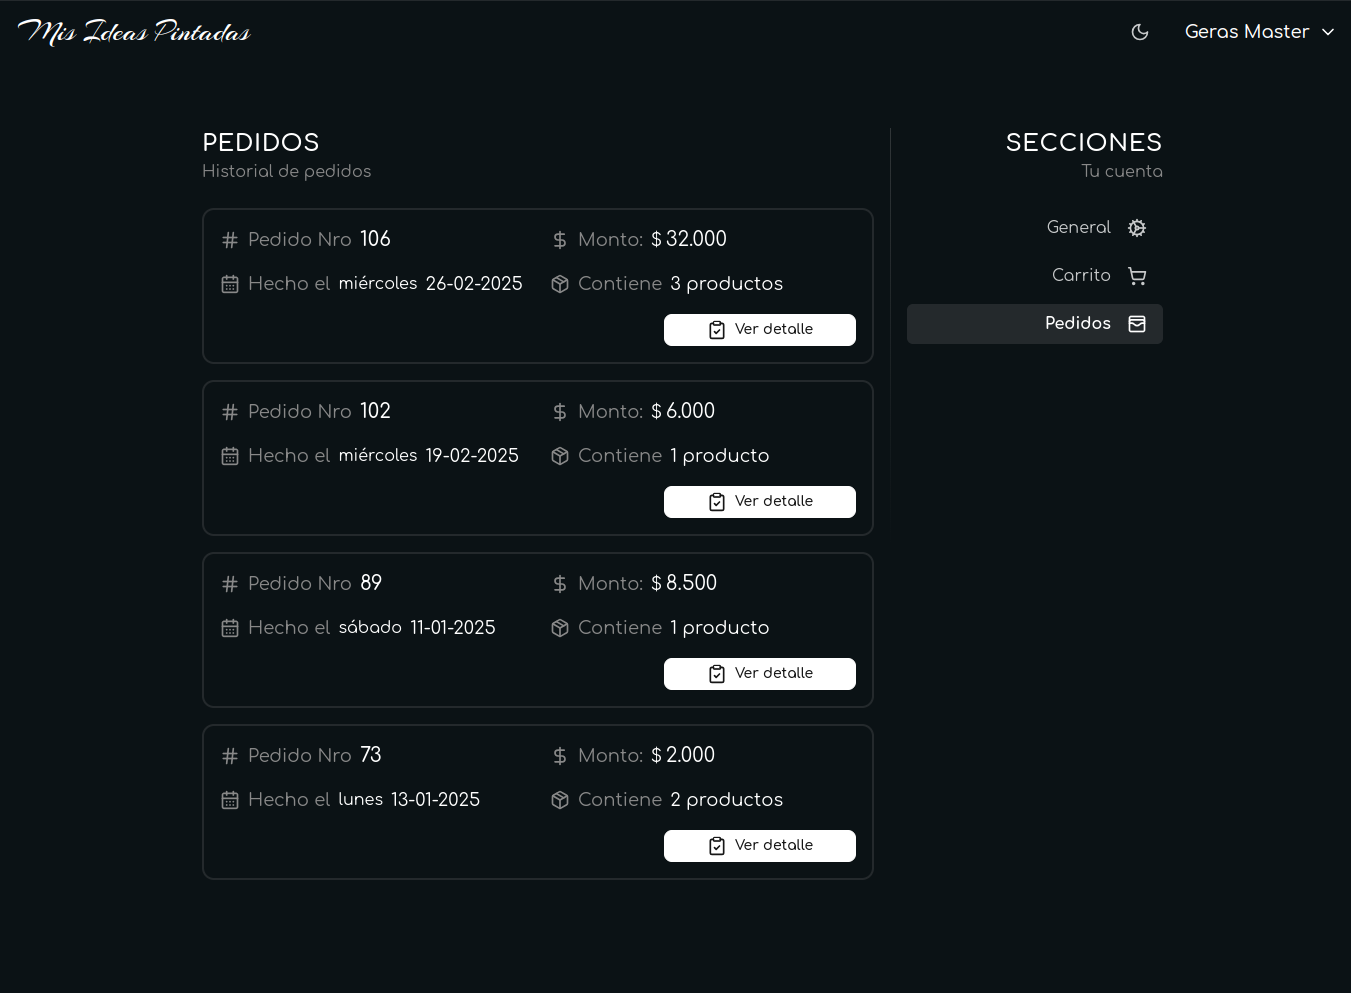 Mis Ideas Pintadas
Geras Master
PEDIDOS
Historial de pedidos
Pedido Nro 106
Monto: $ 32.000
Hecho el miércoles 26-02-2025
Contiene 3 productos
Ver detalle
Pedido Nro 102
Monto: $ 6.000
Hecho el miércoles 19-02-2025
Contiene 1 producto
Ver detalle
Pedido Nro 89
Monto: $ 8.500
Hecho el sábado 11-01-2025
Contiene 1 producto
Ver detalle
Pedido Nro 73
Monto: $ 2.000
Hecho el lunes 13-01-2025
Contiene 2 productos
Ver detalle
SECCIONES
Tu cuenta
General
Carrito
Pedidos